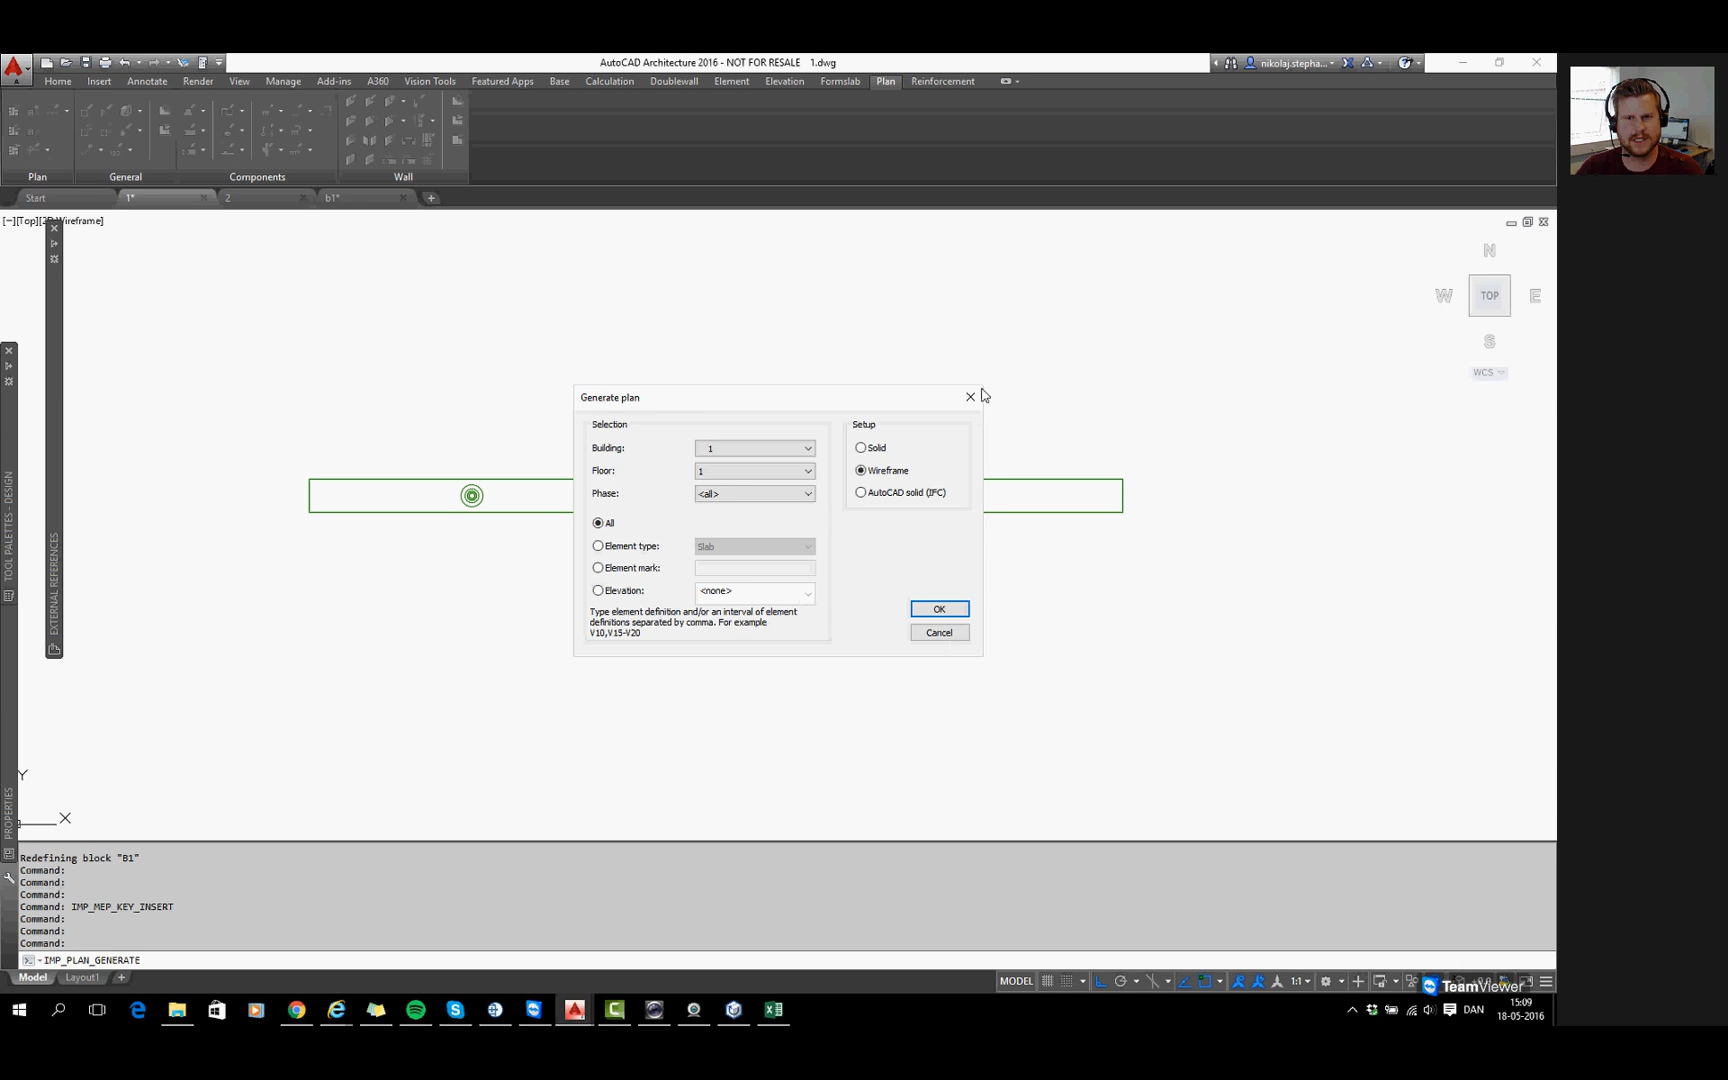 AutoCAD Architecture 2016 - NOT FOR RESALE 1.dwg
nikolaj.stepha...
Home Insert Annotate Render View Manage Add-ins A360 Vision Tools Featured Apps Base Calculation Doublewall Element Elevation Formslab Plan Reinforcement
Plan General Components Wall
Start 1* 2 b1*
[−][Top][2D Wireframe]
N
W TOP E
S
WCS
TOOL PALETTES - DESIGN
EXTERNAL REFERENCES
PROPERTIES
Generate plan
Selection
Building: 1
Floor: 1
Phase: <all>
All
Element type: Slab
Element mark:
Elevation: <none>
Type element definition and/or an interval of element
definitions separated by comma. For example
V10,V15-V20
Setup
Solid
Wireframe
AutoCAD solid (IFC)
OK
Cancel
Y
X
Redefining block "B1"
Command:
Command:
Command:
Command: IMP_MEP_KEY_INSERT
Command:
Command:
Command:
IMP_PLAN_GENERATE
Model Layout1
MODEL 1:1
TeamViewer
DAN
15:09
18-05-2016